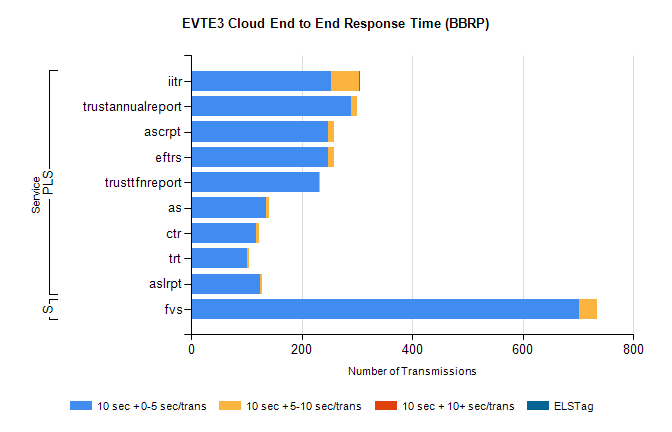 EVTE3 Cloud End to End Response Time (BBRP)
Service
PLS
S
iitr
trustannualreport
ascrpt
eftrs
trusttfnreport
as
ctr
trt
aslrpt
fvs
0 200 400 600 800
Number of Transmissions
10 sec +0-5 sec/trans 10 sec +5-10 sec/trans 10 sec + 10+ sec/trans ELSTag